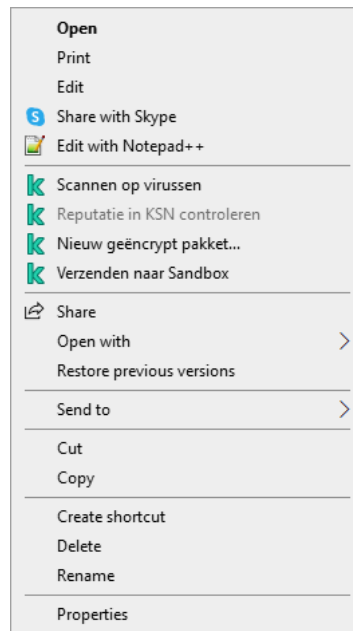 Open
Print
Edit
Share with Skype
Edit with Notepad++
Scannen op virussen
Reputatie in KSN controleren
Nieuw geëncrypt pakket...
Verzenden naar Sandbox
Share
Open with
Restore previous versions
Send to
Cut
Copy
Create shortcut
Delete
Rename
Properties